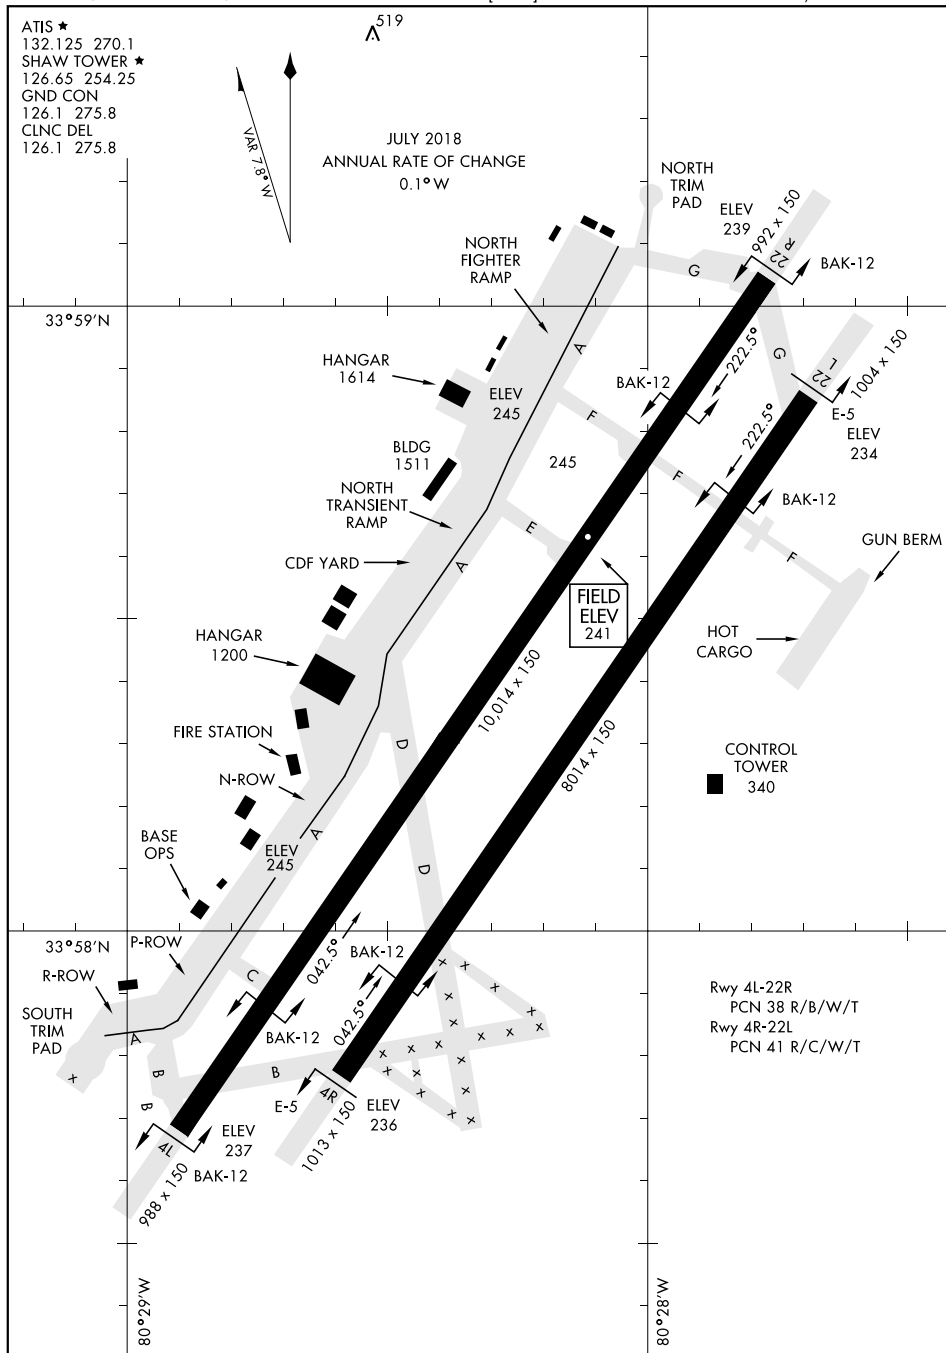 ATIS ★
132.125 270.1
SHAW TOWER ★
126.65 254.25
GND CON
126.1 275.8
CLNC DEL
126.1 275.8
519
VAR 7.8° W
JULY 2018
ANNUAL RATE OF CHANGE
0.1° W
NORTH
TRIM
PAD
ELEV
239
992 x 150
22 R
BAK-12
NORTH
FIGHTER
RAMP
G
33°59'N
A
G
222.5°
22 L
1004 x 150
HANGAR
1614
ELEV
245
BAK-12
F
E-5
ELEV
234
222.5°
BLDG
1511
245
F
BAK-12
NORTH
TRANSIENT
RAMP
E
CDF YARD
A
F
GUN BERM
FIELD
ELEV
241
HOT
CARGO
HANGAR
1200
10,014 x 150
FIRE STATION
D
8014 x 150
CONTROL
TOWER
340
N-ROW
A
BASE
OPS
ELEV
245
D
33°58'N
P-ROW
042.5°
BAK-12
R-ROW
C
SOUTH
TRIM
PAD
x
A
BAK-12
042.5°
Rwy 4L-22R
PCN 38 R/B/W/T
Rwy 4R-22L
PCN 41 R/C/W/T
B
B
B
E-5
4R
ELEV
236
1013 x 150
4L
ELEV
237
BAK-12
988 x 150
80°29'W
80°28'W